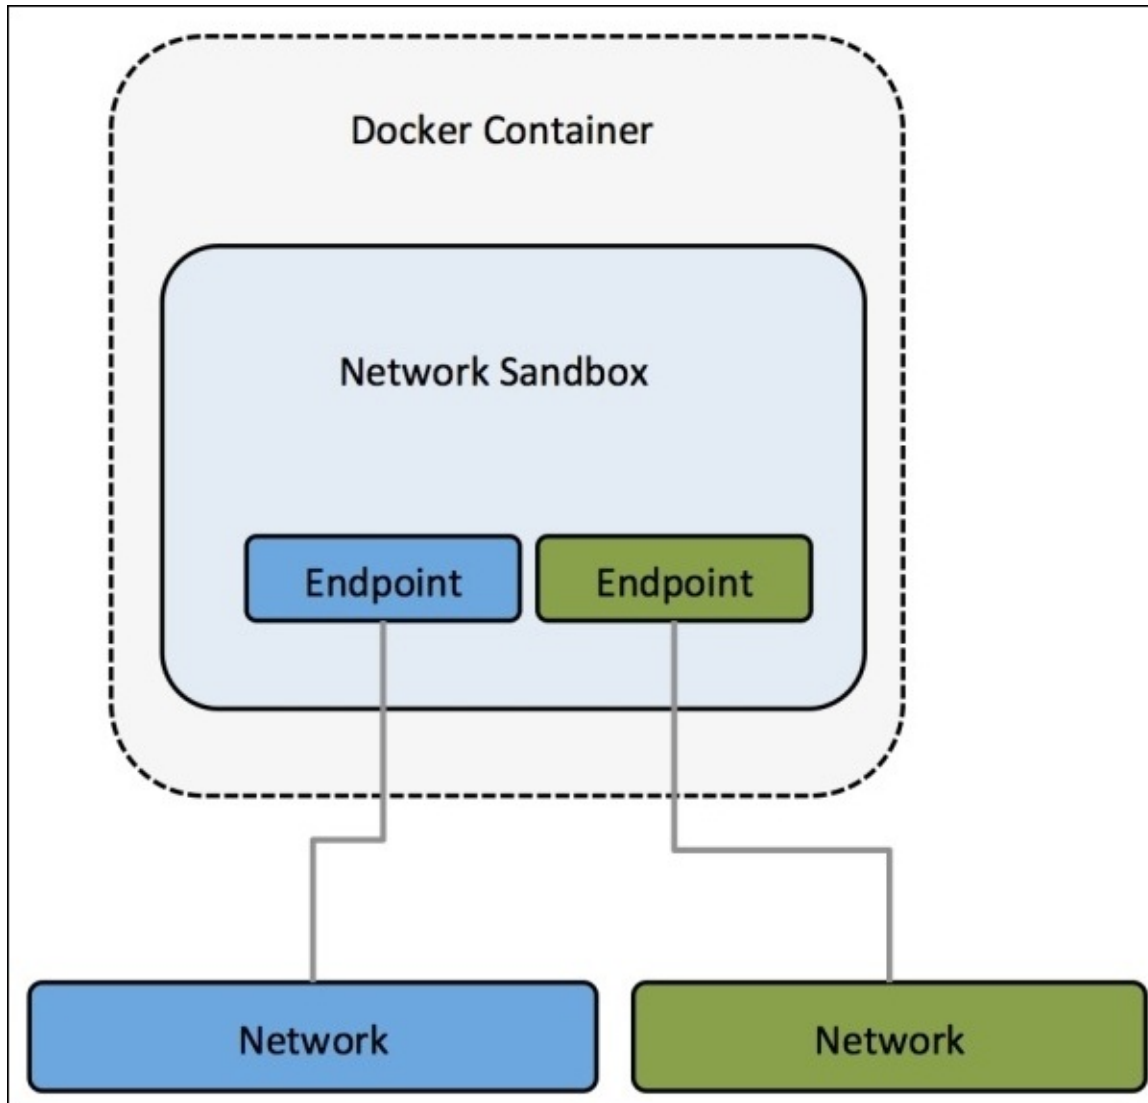 Docker Container
Network Sandbox
Endpoint
Endpoint
Network
Network